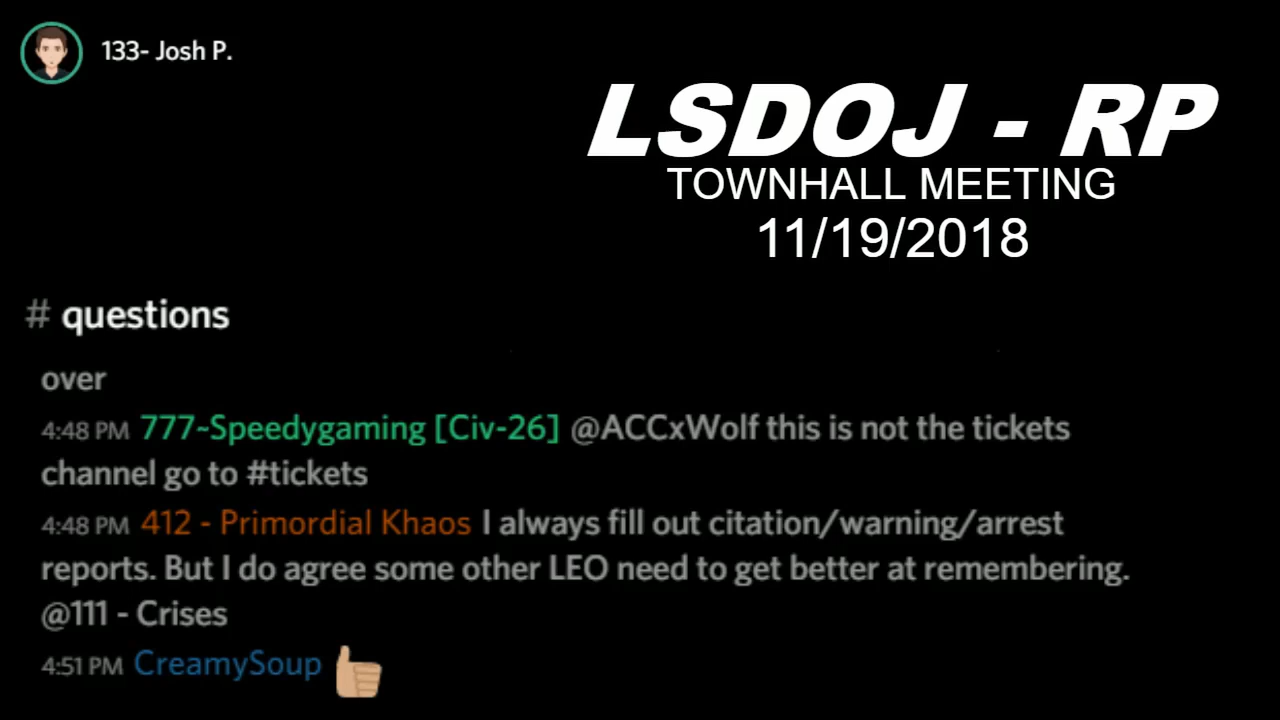 133- Josh P.
LSDOJ - RP
TOWNHALL MEETING
11/19/2018
# questions
over
4:48 PM 777~Speedygaming [Civ-26] @ACCxWolf this is not the tickets
channel go to #tickets
4:48 PM 412 - Primordial Khaos I always fill out citation/warning/arrest
reports. But I do agree some other LEO need to get better at remembering.
@111 - Crises
4:51 PM CreamySoup